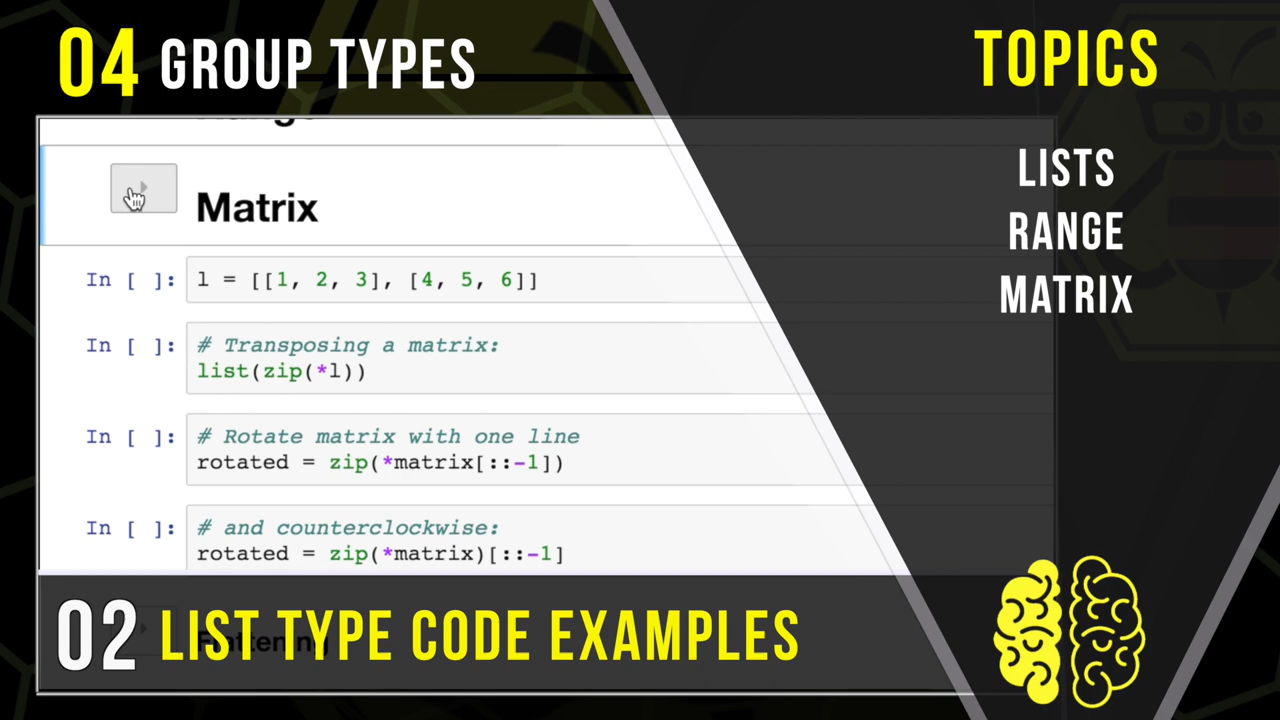 04 GROUP TYPES
TOPICS
LISTS
RANGE
MATRIX
Range
Matrix
In [ ]: l = [[1, 2, 3], [4, 5, 6]]
In [ ]: # Transposing a matrix:
list(zip(*l))
In [ ]: # Rotate matrix with one line
rotated = zip(*matrix[::-1])
In [ ]: # and counterclockwise:
rotated = zip(*matrix)[::-1]
Flattening
02 LIST TYPE CODE EXAMPLES